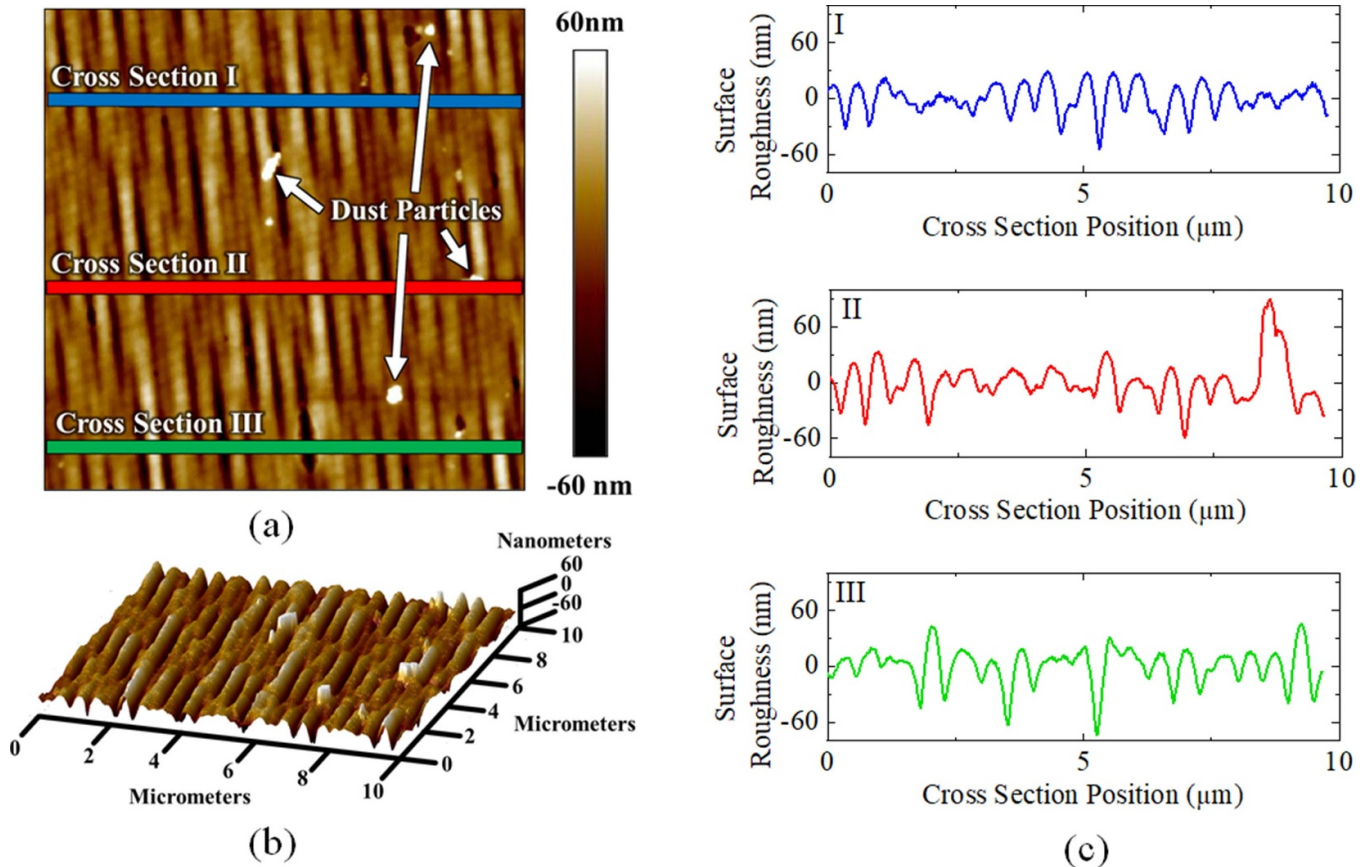 60nm
Cross Section I
Dust Particles
Cross Section II
Cross Section III
-60 nm
(a)
Nanometers
60
0
-60
10
8
6
4
2
0
Micrometers
0
2
4
6
8
10
Micrometers
(b)
I
Surface
Roughness (nm)
60
0
-60
0
5
10
Cross Section Position (μm)
II
Surface
Roughness (nm)
60
0
-60
0
5
10
Cross Section Position (μm)
III
Surface
Roughness (nm)
60
0
-60
0
5
10
Cross Section Position (μm)
(c)